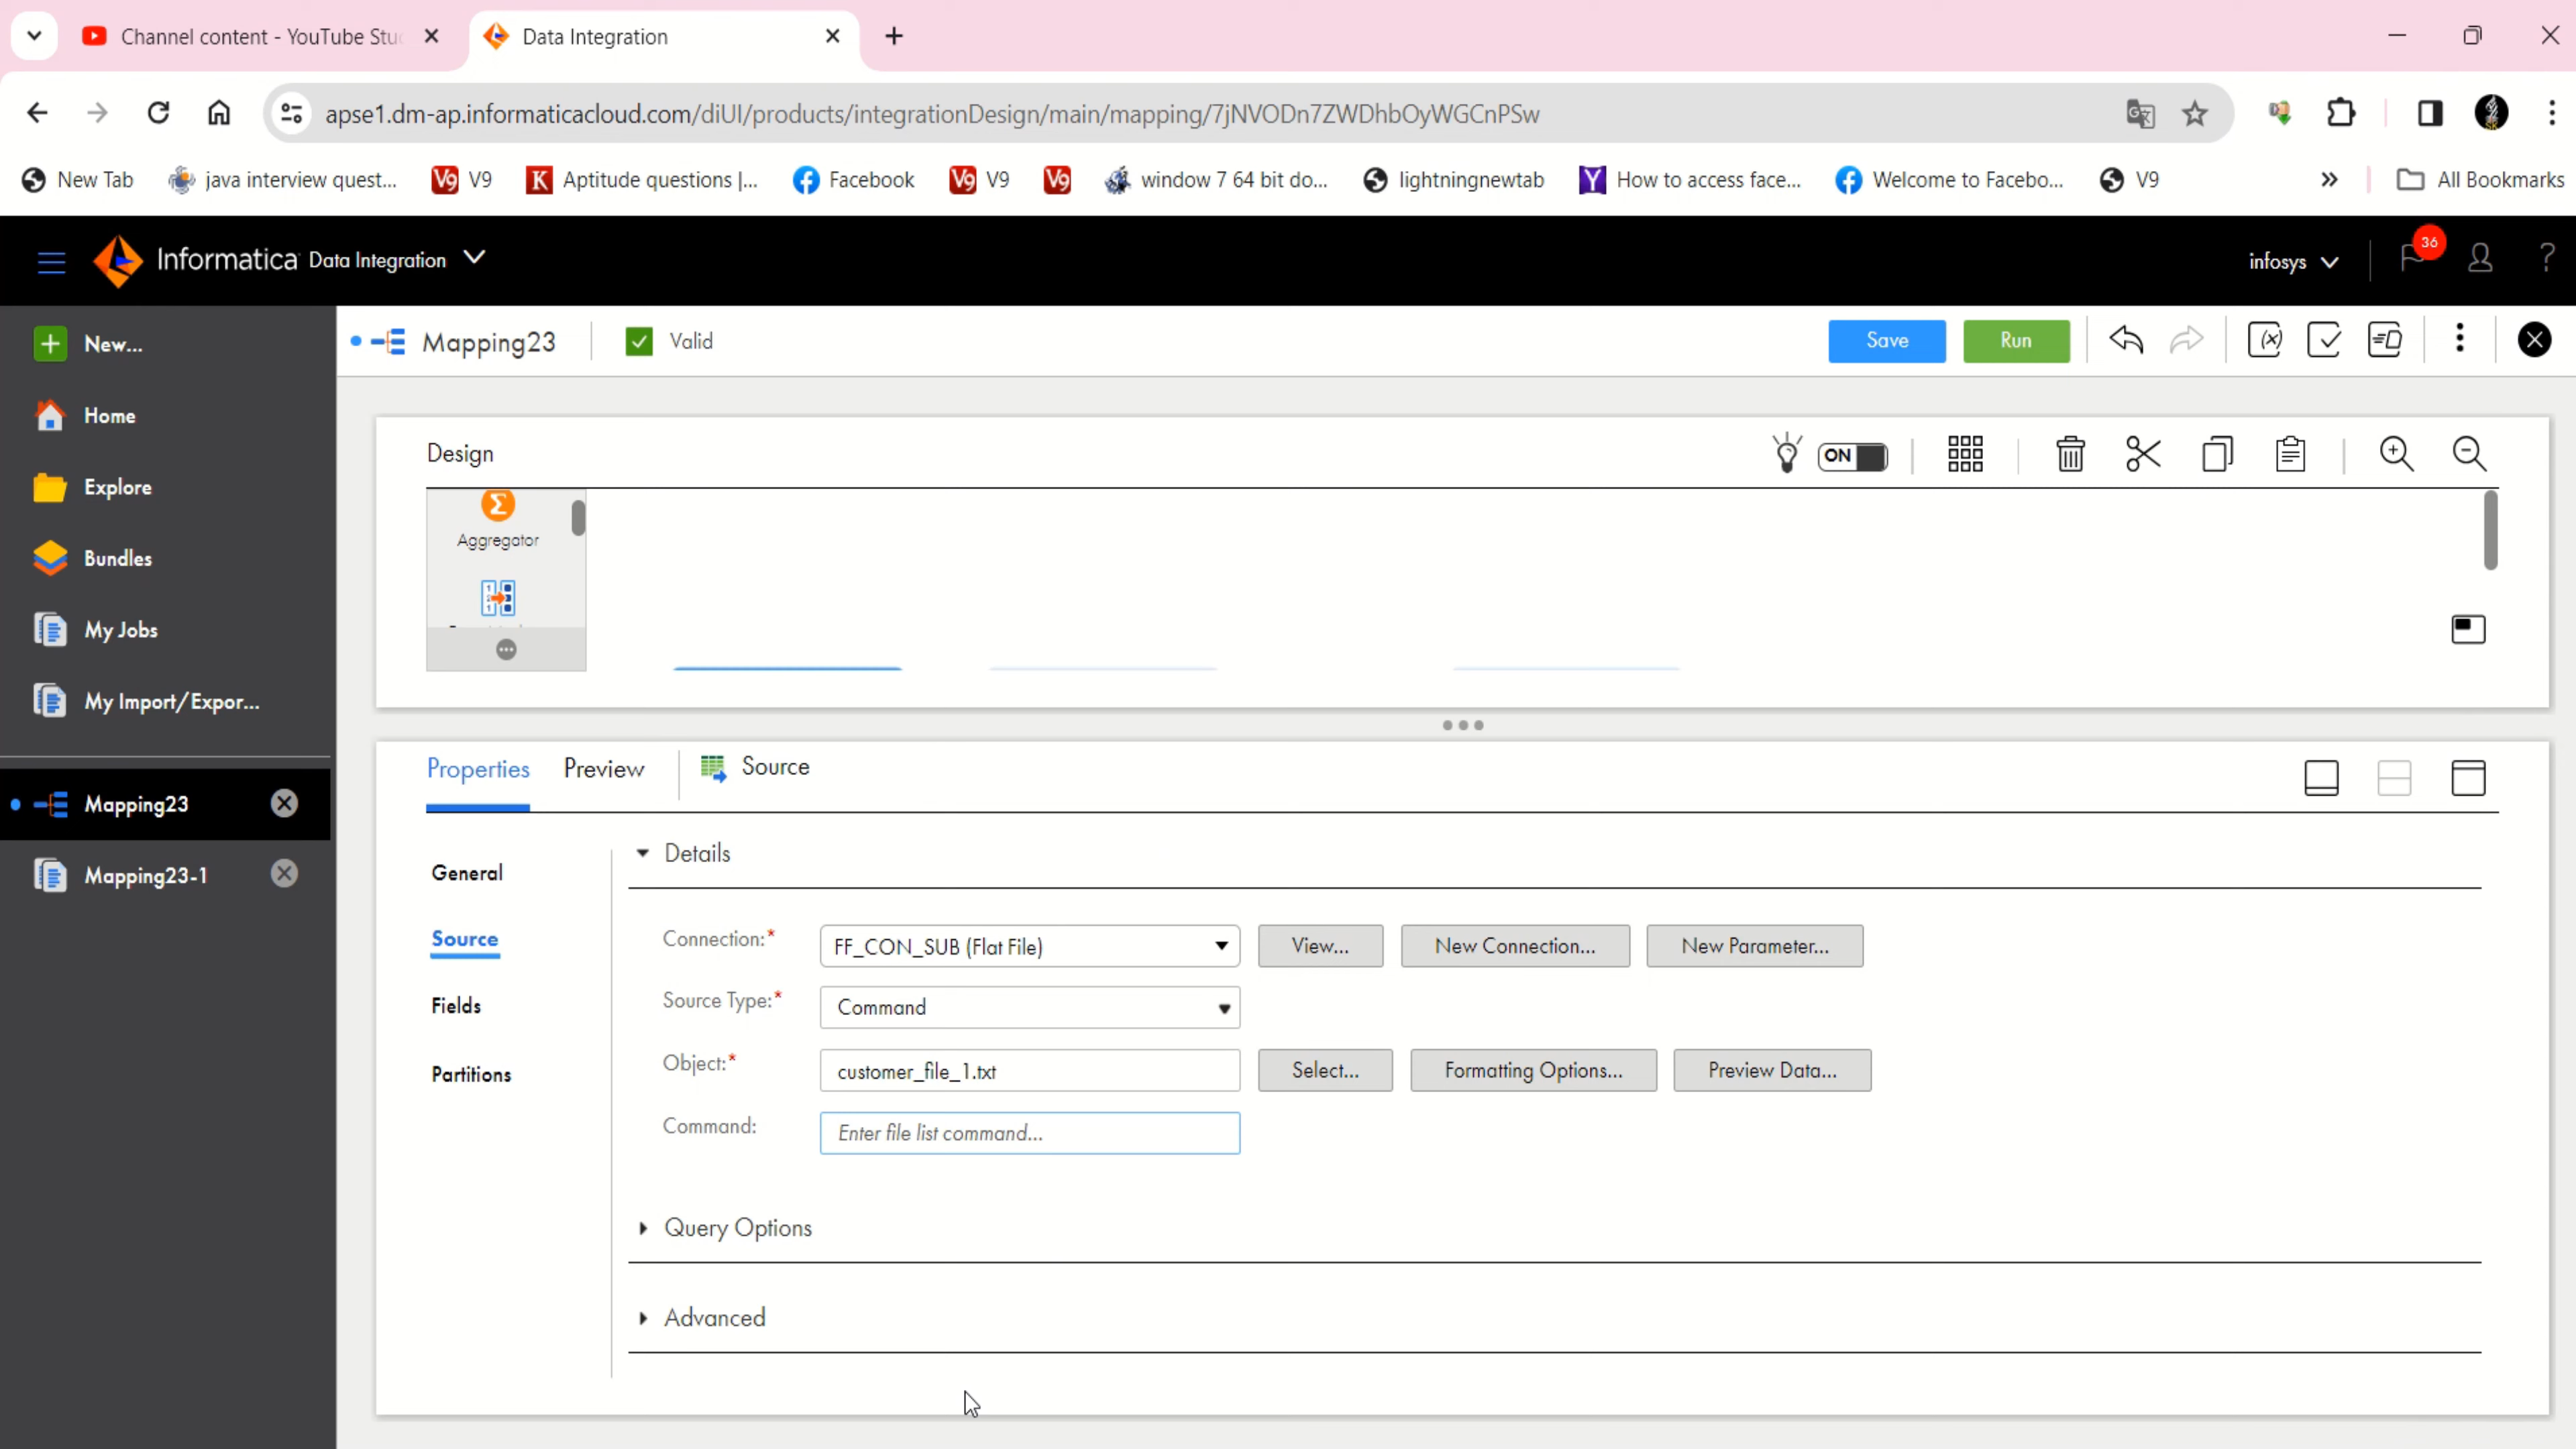 Channel content - YouTube Stu
Data Integration
apse1.dm-ap.informaticacloud.com/diUI/products/integrationDesign/main/mapping/7jNVODn7ZWDhbOyWGCnPSw
New Tab
java interview quest...
V9
Aptitude questions |...
Facebook
V9
window 7 64 bit do...
lightningnewtab
How to access face...
Welcome to Facebo...
V9
All Bookmarks
Informatica Data Integration
infosys
36
New...
Mapping23
Valid
Save
Run
Home
Explore
Bundles
My Jobs
My Import/Expor...
Mapping23
Mapping23-1
Design
ON
Aggregator
Properties
Preview
Source
General
Source
Fields
Partitions
Details
Connection:*
FF_CON_SUB (Flat File)
View...
New Connection...
New Parameter...
Source Type:*
Command
Object:*
customer_file_1.txt
Select...
Formatting Options...
Preview Data...
Command:
Enter file list command...
Query Options
Advanced